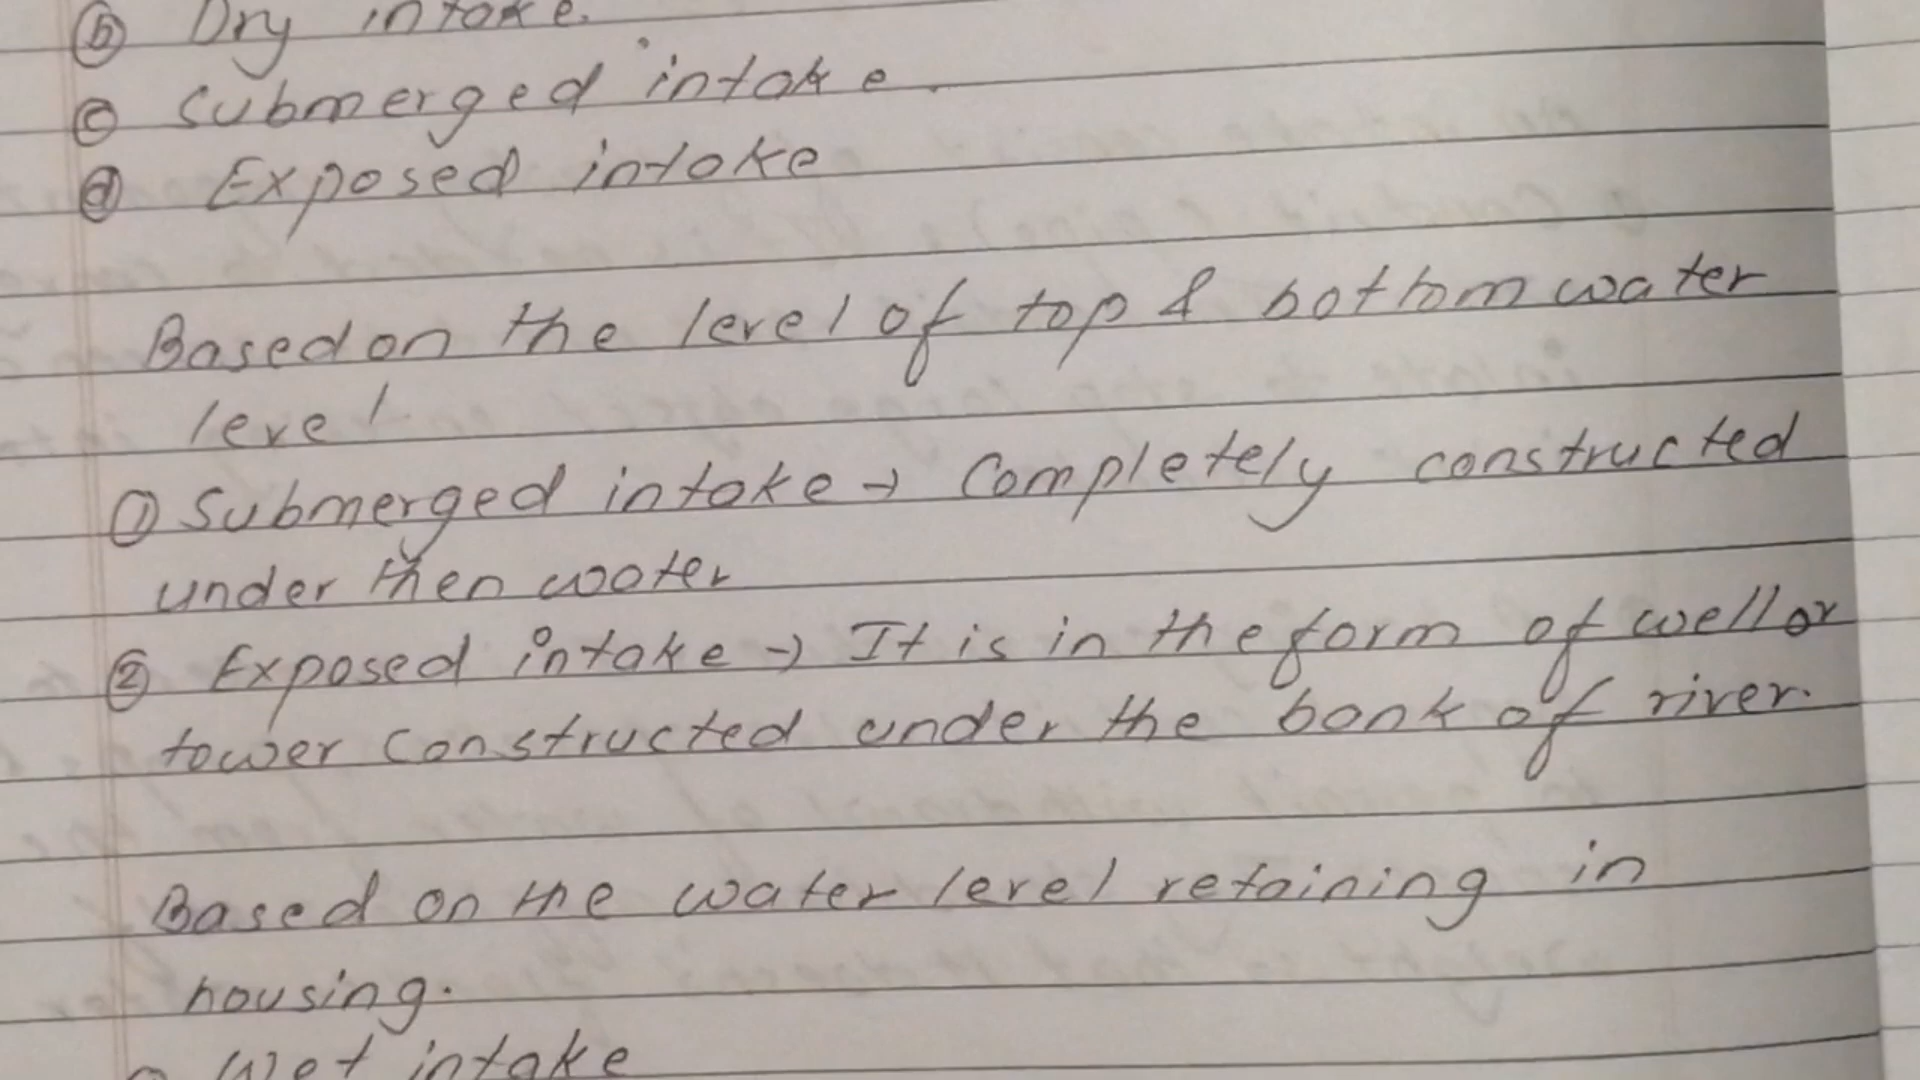 ⓑ Dry intake.
ⓒ Submerged intake.
ⓓ Exposed intoke
Based on the level of top & bottom water
level.
① Submerged intake → Completely constructed
under then water
② Exposed intake → It is in the form of well or
tower constructed under the bank of river.
Based on the water level retaining in
housing.
Wet intake